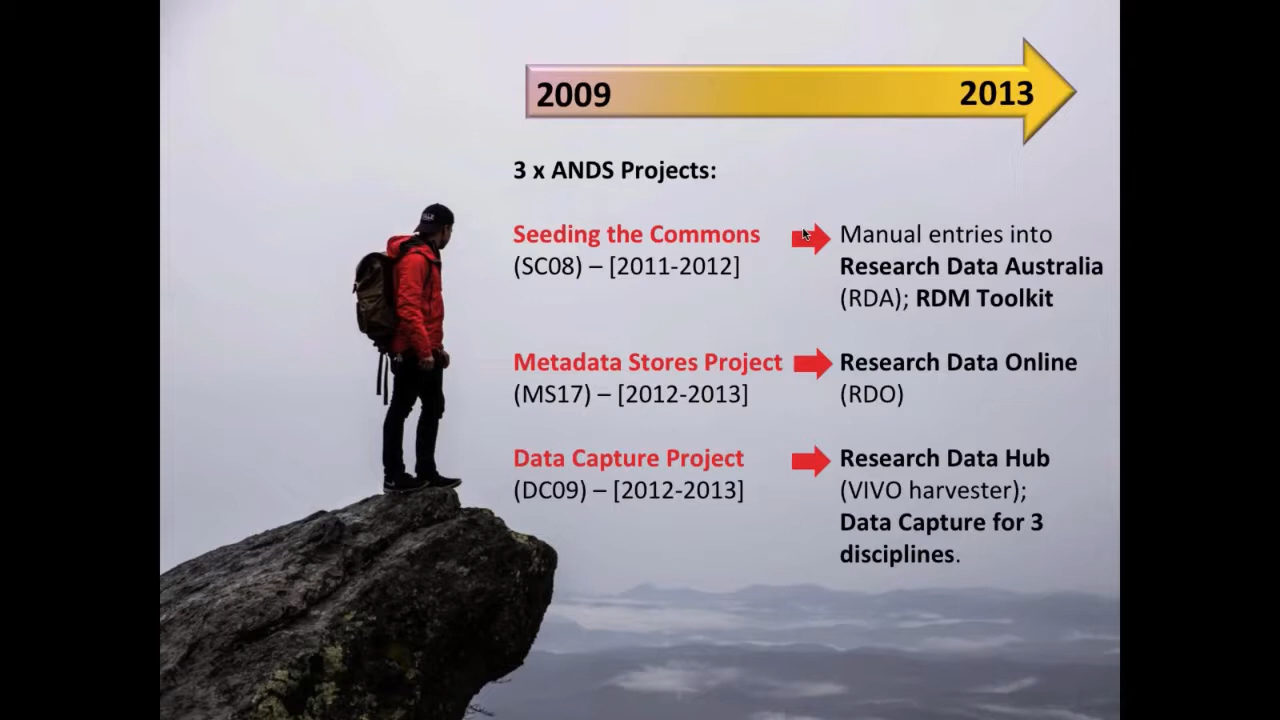 2009 2013
3 x ANDS Projects:
Seeding the Commons
(SC08) – [2011-2012]
Manual entries into
Research Data Australia
(RDA); RDM Toolkit
Metadata Stores Project
(MS17) – [2012-2013]
Research Data Online
(RDO)
Data Capture Project
(DC09) – [2012-2013]
Research Data Hub
(VIVO harvester);
Data Capture for 3
disciplines.